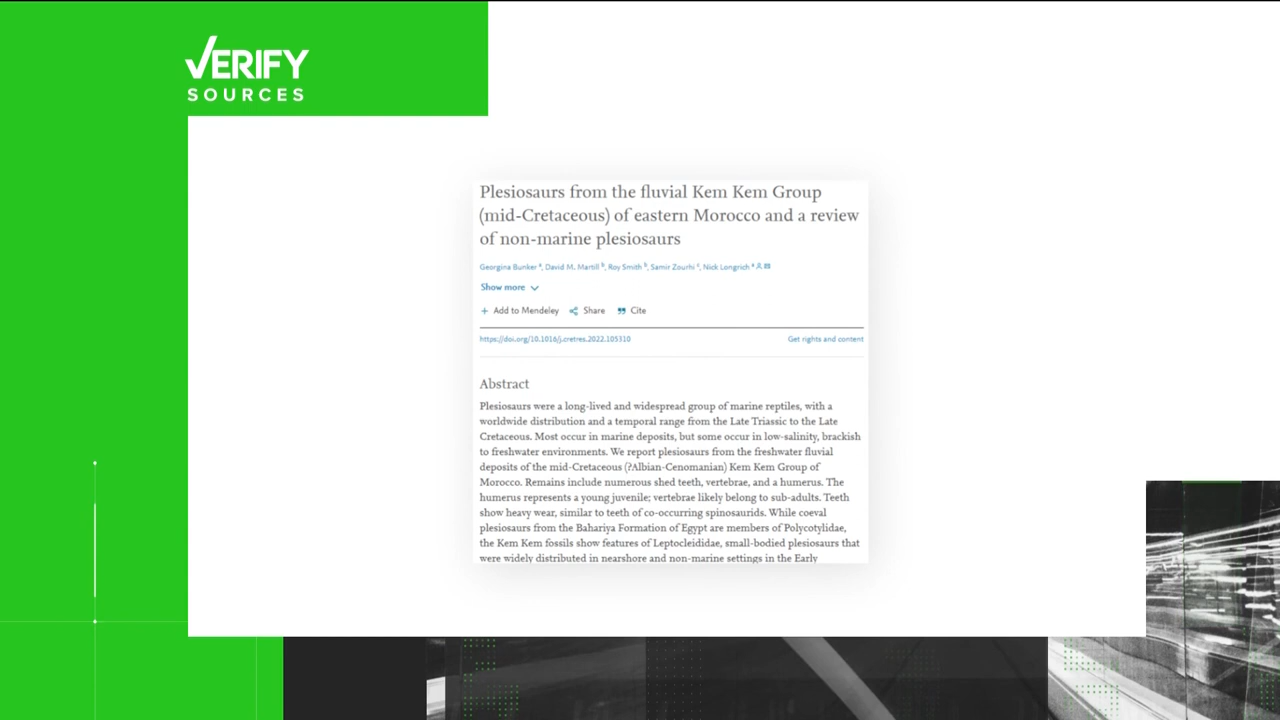 VERIFY
SOURCES
Plesiosaurs from the fluvial Kem Kem Group
(mid-Cretaceous) of eastern Morocco and a review
of non-marine plesiosaurs
Georgina Bunker a, David M. Martill b, Roy Smith b, Samir Zourhi c, Nick Longrich a
Show more
+ Add to Mendeley Share Cite
https://doi.org/10.1016/j.cretres.2022.105310 Get rights and content
Abstract
Plesiosaurs were a long-lived and widespread group of marine reptiles, with a
worldwide distribution and a temporal range from the Late Triassic to the Late
Cretaceous. Most occur in marine deposits, but some occur in low-salinity, brackish
to freshwater environments. We report plesiosaurs from the freshwater fluvial
deposits of the mid-Cretaceous (?Albian-Cenomanian) Kem Kem Group of
Morocco. Remains include numerous shed teeth, vertebrae, and a humerus. The
humerus represents a young juvenile; vertebrae likely belong to sub-adults. Teeth
show heavy wear, similar to teeth of co-occurring spinosaurids. While coeval
plesiosaurs from the Bahariya Formation of Egypt are members of Polycotylidae,
the Kem Kem fossils show features of Leptocleididae, small-bodied plesiosaurs that
were widely distributed in nearshore and non-marine settings in the Early